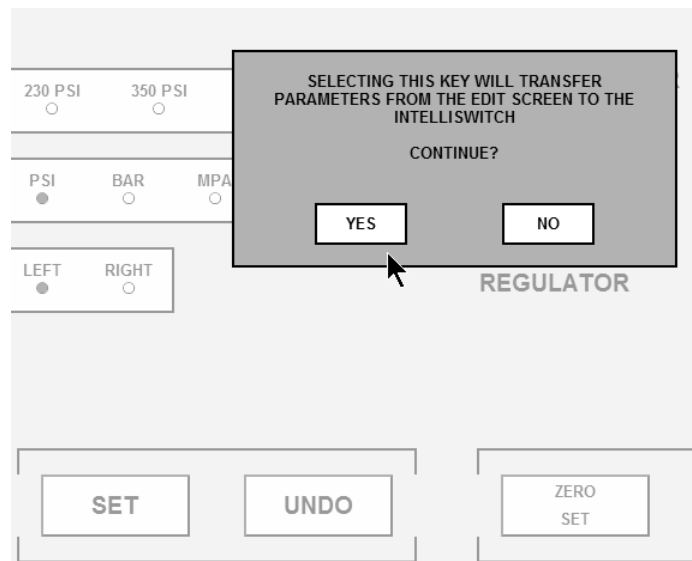 SELECTING THIS KEY WILL TRANSFER
PARAMETERS FROM THE EDIT SCREEN TO THE
INTELLISWITCH
CONTINUE?
YES NO
230 PSI 350 PSI
PSI BAR MPA
LEFT RIGHT
REGULATOR
SET UNDO
ZERO
SET